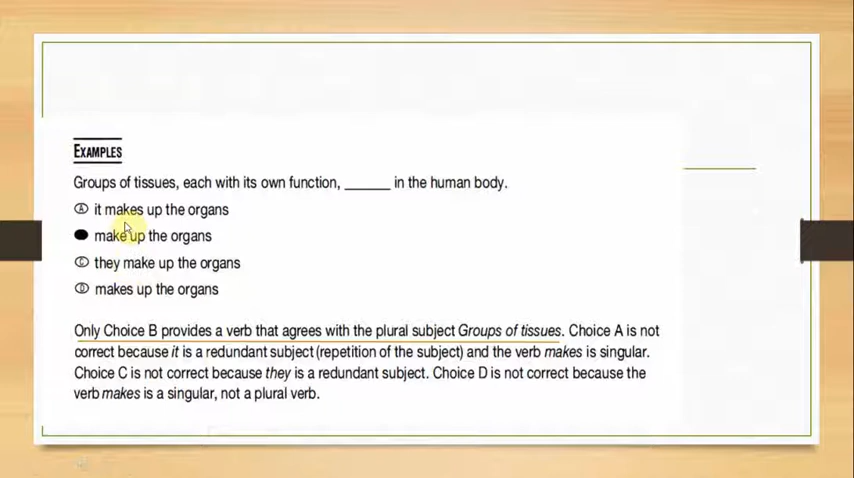 EXAMPLES
Groups of tissues, each with its own function, ______ in the human body.
Ⓐ it makes up the organs
make up the organs
Ⓒ they make up the organs
Ⓓ makes up the organs
Only Choice B provides a verb that agrees with the plural subject Groups of tissues. Choice A is not
correct because it is a redundant subject (repetition of the subject) and the verb makes is singular.
Choice C is not correct because they is a redundant subject. Choice D is not correct because the
verb makes is a singular, not a plural verb.